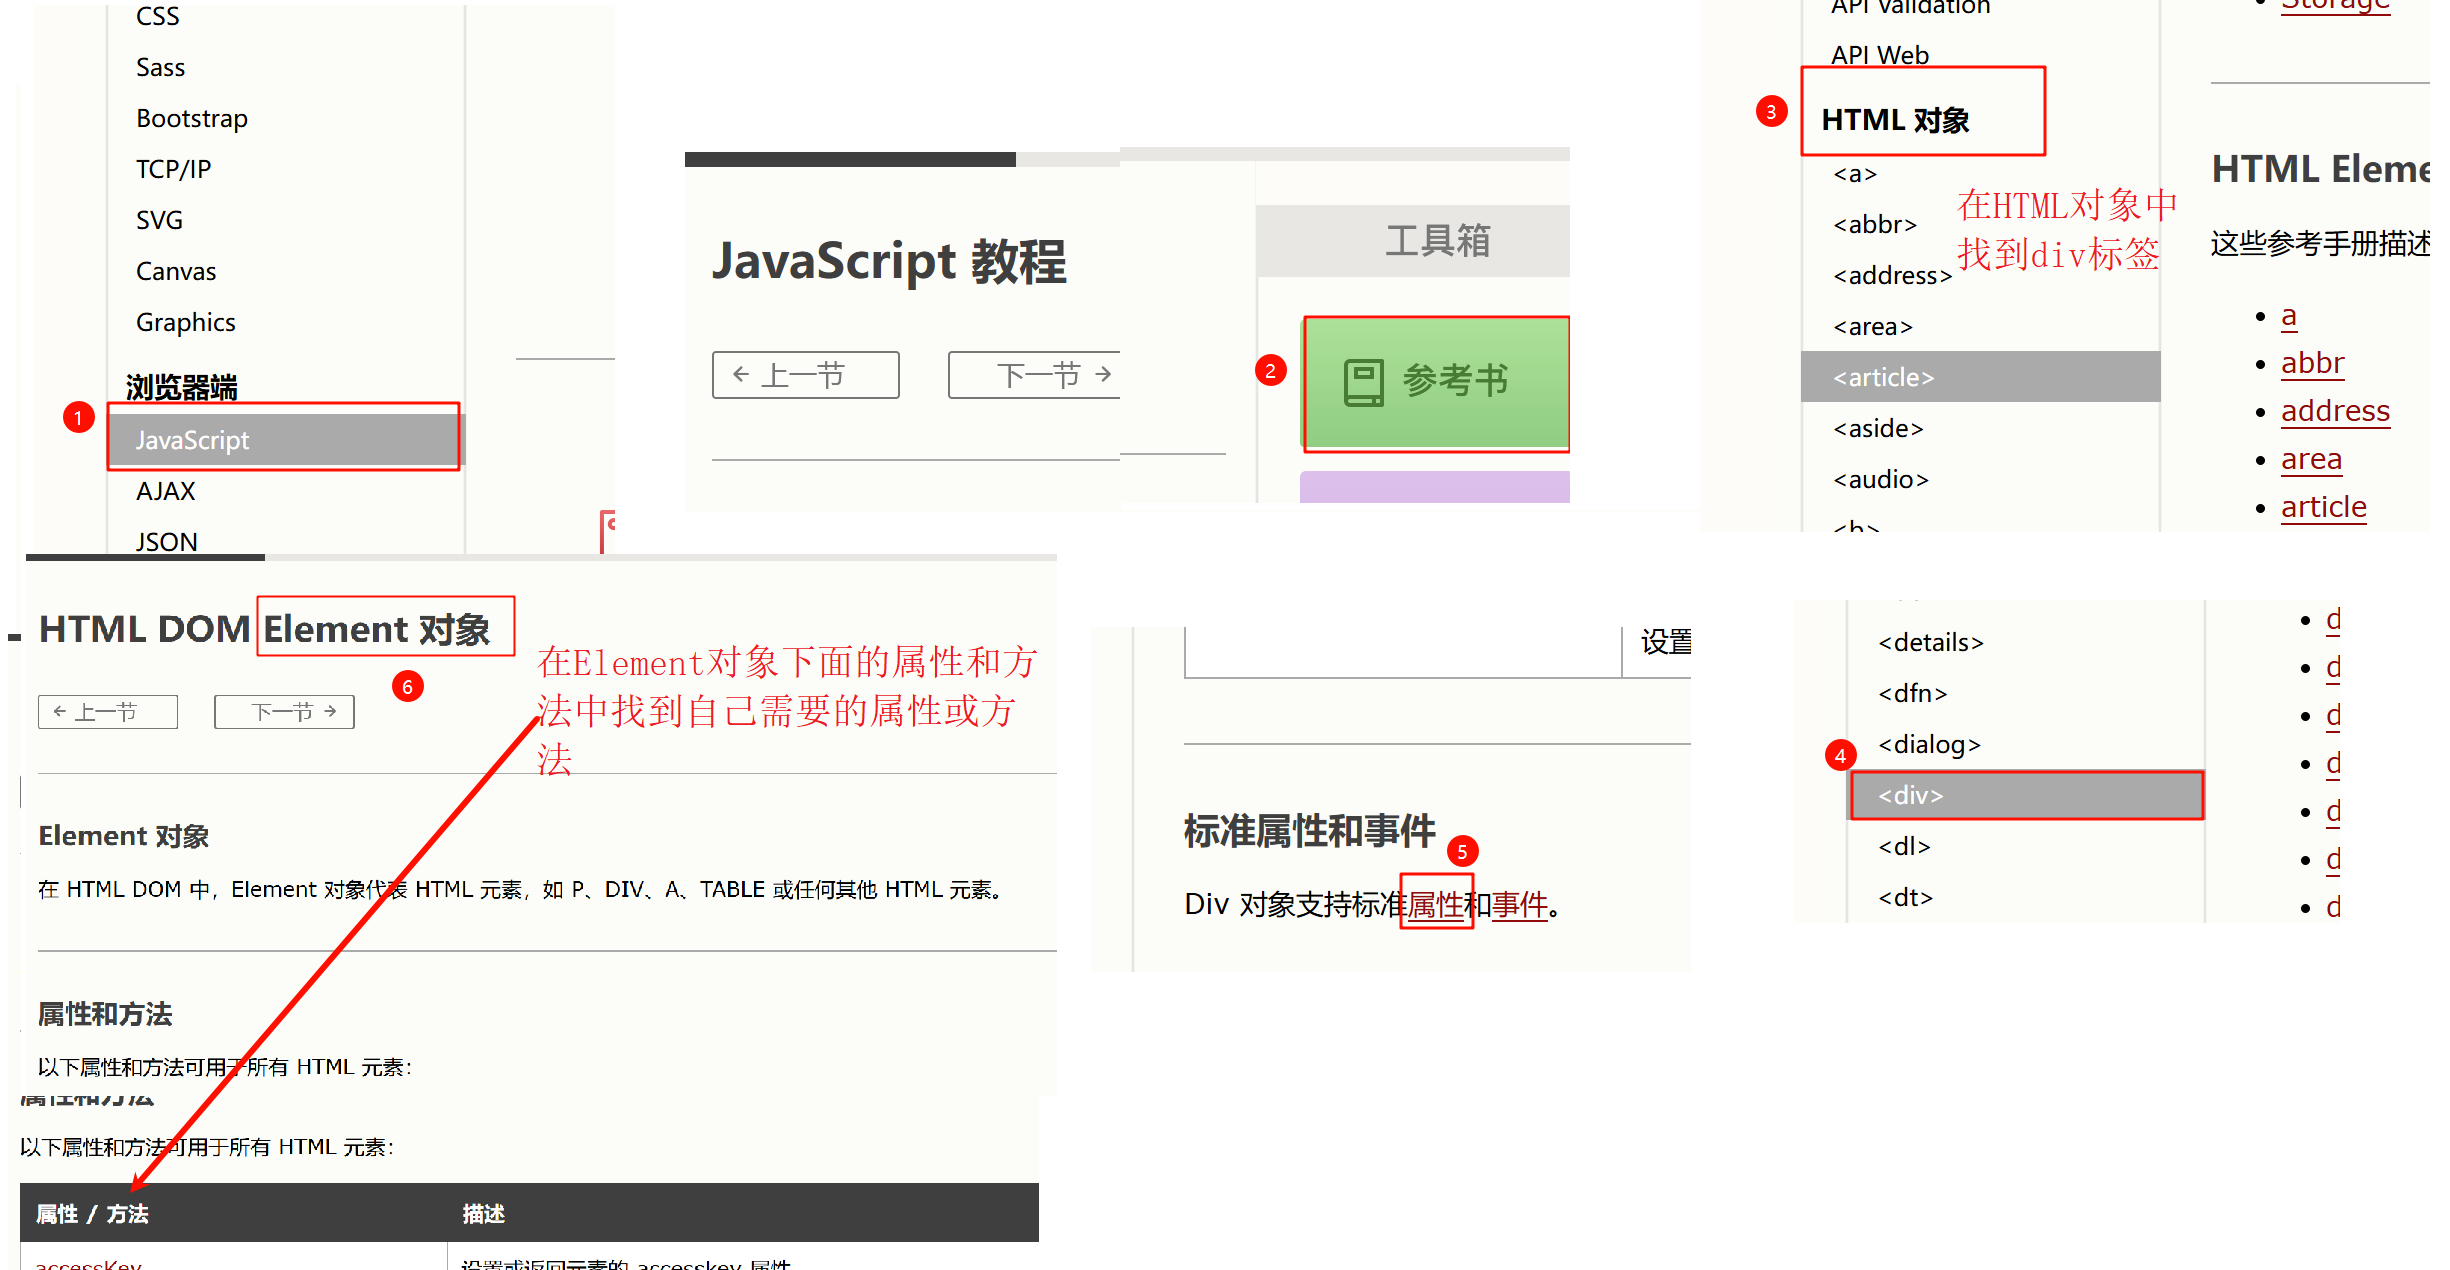 CSS
Sass
Bootstrap
TCP/IP
SVG
Canvas
Graphics
浏览器端
1
JavaScript
AJAX
JSON
JavaScript 教程
← 上一节
下一节 →
工具箱
2
参考书
API Validation
API Web
3
HTML 对象
<a>
<abbr>
<address>
<area>
<article>
<aside>
<audio>
<b>
在HTML对象中
找到div标签
Storage
HTML Eleme
这些参考手册描述
a
abbr
address
area
article
<details>
<dfn>
<dialog>
4
<div>
<dl>
<dt>
d
d
d
d
d
d
d
设置
标准属性和事件
5
Div 对象支持标准属性和事件。
HTML DOM Element 对象
6
← 上一节
下一节 →
在Element对象下面的属性和方
法中找到自己需要的属性或方
法
Element 对象
在 HTML DOM 中，Element 对象代表 HTML 元素，如 P、DIV、A、TABLE 或任何其他 HTML 元素。
属性和方法
以下属性和方法可用于所有 HTML 元素：
属性和方法
以下属性和方法可用于所有 HTML 元素：
属性 / 方法
描述
accessKey
设置或返回元素的 accesskey 属性